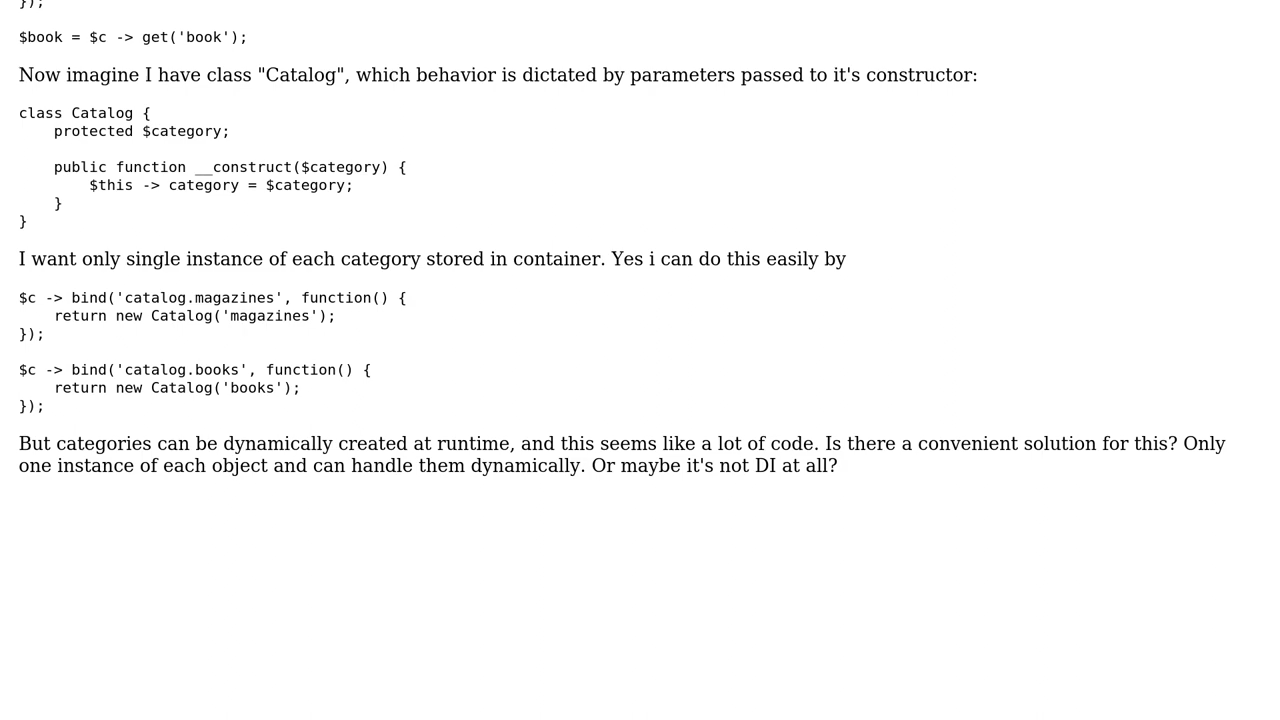 });
$book = $c -> get('book');
Now imagine I have class "Catalog", which behavior is dictated by parameters passed to it's constructor:
class Catalog {
    protected $category;
    public function __construct($category) {
        $this -> category = $category;
    }
}
I want only single instance of each category stored in container. Yes i can do this easily by
$c -> bind('catalog.magazines', function() {
    return new Catalog('magazines');
});
$c -> bind('catalog.books', function() {
    return new Catalog('books');
});
But categories can be dynamically created at runtime, and this seems like a lot of code. Is there a convenient solution for this? Only
one instance of each object and can handle them dynamically. Or maybe it's not DI at all?